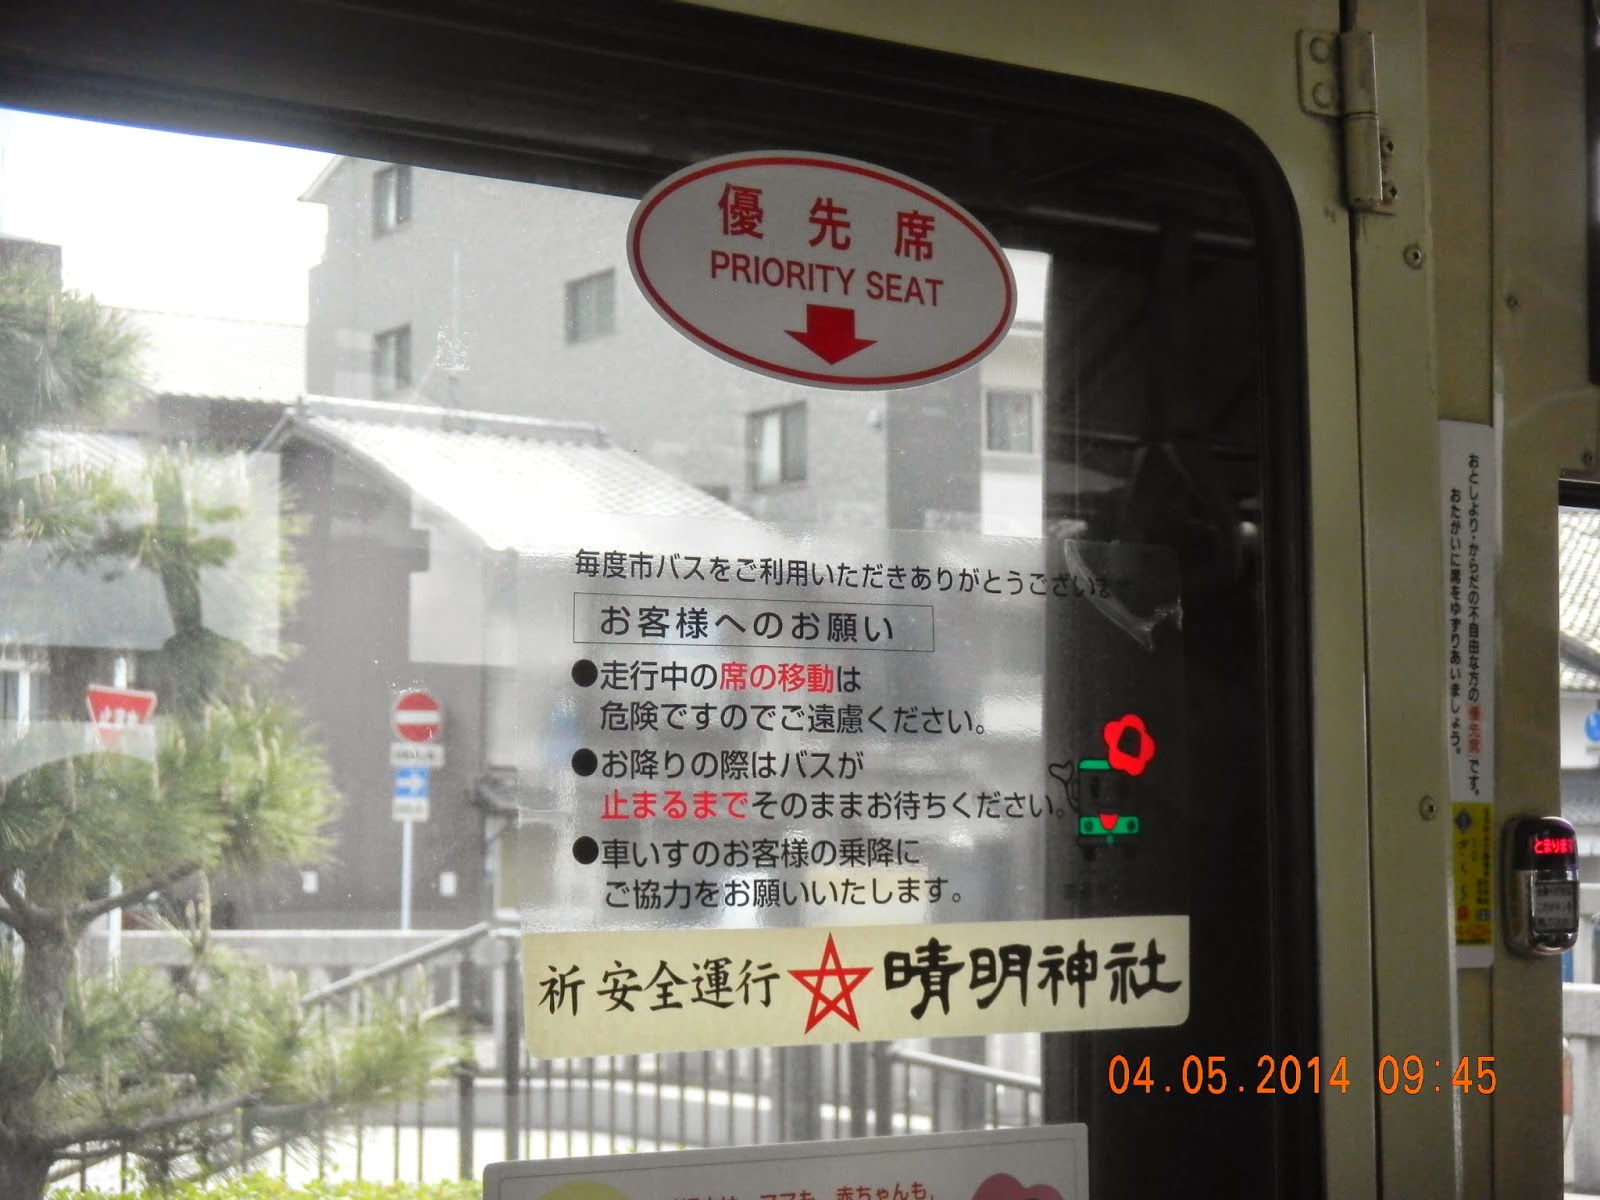 優先席
PRIORITY SEAT
毎度市バスをご利用いただきありがとうございま
お客様へのお願い
●走行中の席の移動は
危険ですのでご遠慮ください。
●お降りの際はバスが
止まるまでそのままお待ちください。
●車いすのお客様の乗降に
ご協力をお願いいたします。
祈 安全運行 晴明神社
おとしより・からだの不自由な方の優先席です。
おたがいに席をゆずりあいましょう。
とまります
04.05.2014 09:45
ママも、赤ちゃんも、